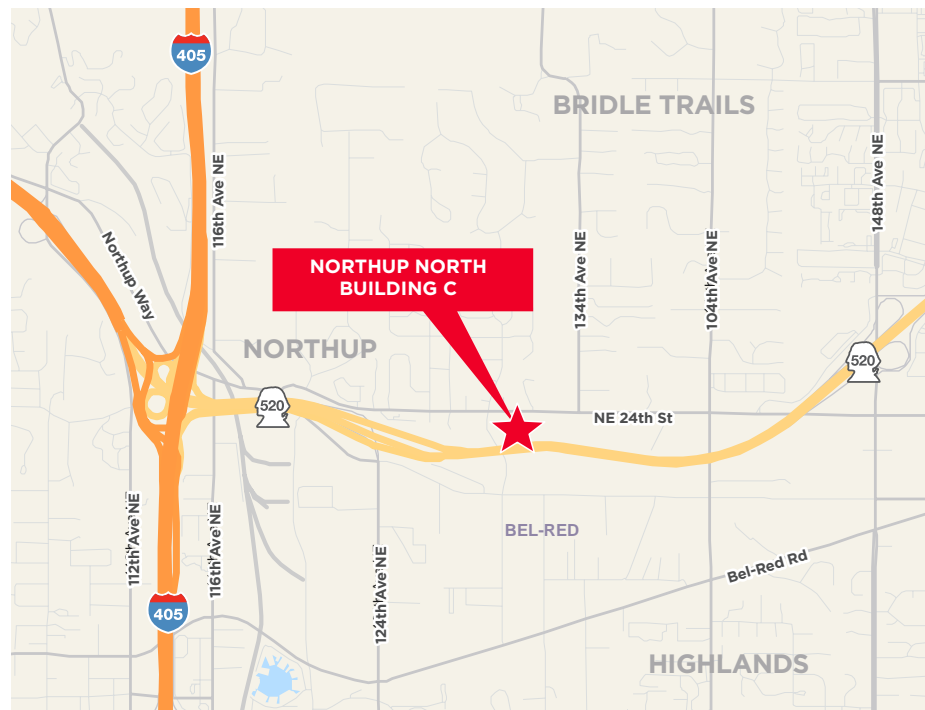 405
BRIDLE TRAILS
116th Ave NE
148th Ave NE
Northup Way
134th Ave NE
104th Ave NE
NORTHUP NORTH
BUILDING C
NORTHUP
520
520
NE 24th St
BEL-RED
112th Ave NE
116th Ave NE
124th Ave NE
Bel-Red Rd
405
HIGHLANDS